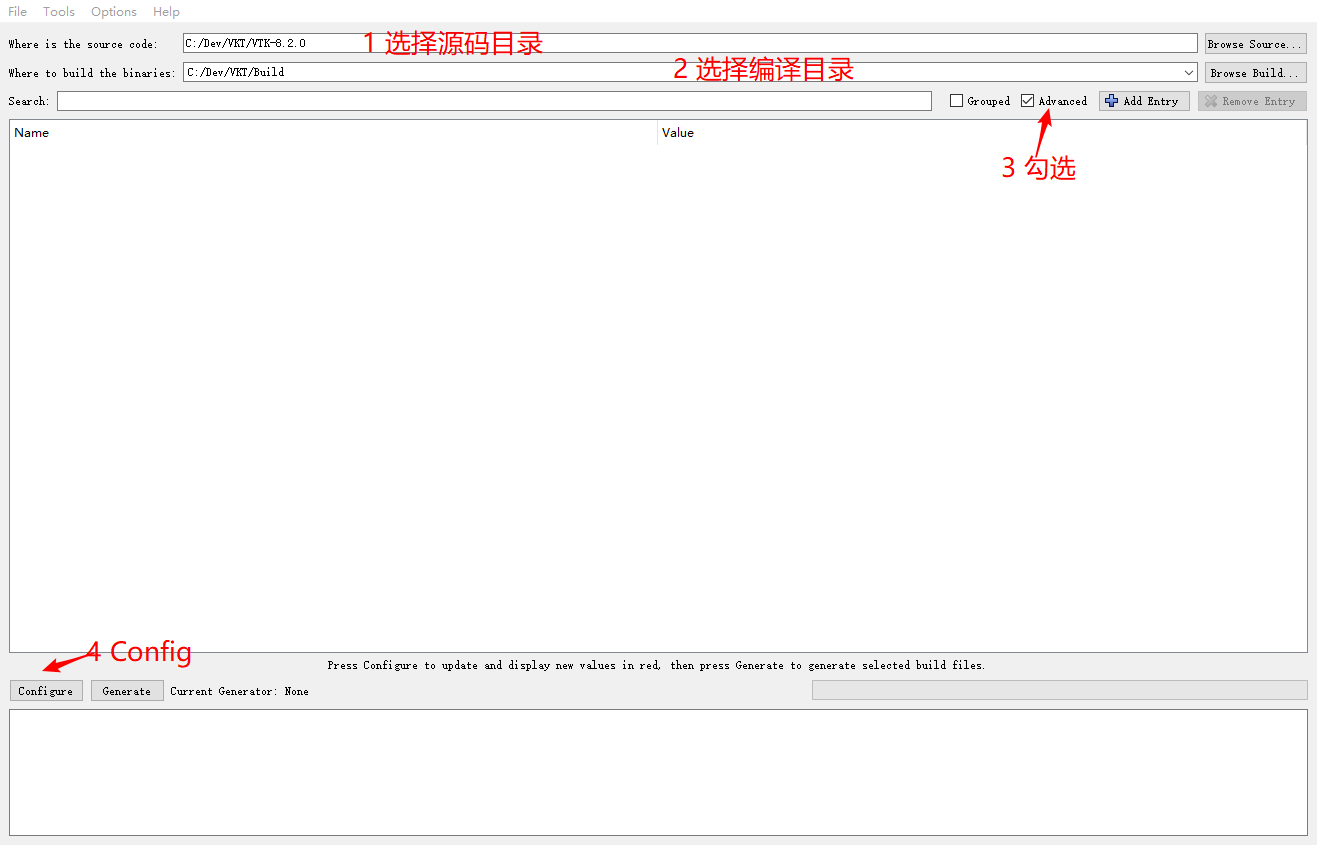 File Tools Options Help
Where is the source code: C:/Dev/VKT/VTK-8.2.0 1 选择源码目录 Browse Source...
Where to build the binaries: C:/Dev/VKT/Build 2 选择编译目录 Browse Build...
Search: Grouped Advanced Add Entry Remove Entry
Name Value
3 勾选
4 Config
Press Configure to update and display new values in red, then press Generate to generate selected build files.
Configure Generate Current Generator: None